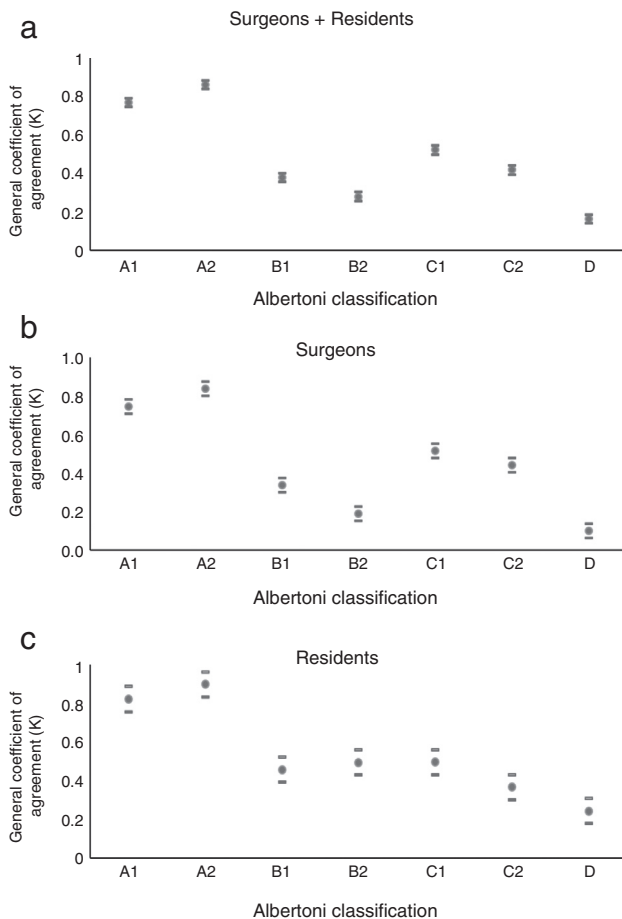 a
Surgeons + Residents
General coefficient of
agreement (K)
1
0.8
0.6
0.4
0.2
0
A1 A2 B1 B2 C1 C2 D
Albertoni classification
b
Surgeons
General coefficient of
agreement (K)
1.0
0.8
0.6
0.4
0.2
0.0
A1 A2 B1 B2 C1 C2 D
Albertoni classification
c
Residents
General coefficient of
agreement (K)
1
0.8
0.6
0.4
0.2
0
A1 A2 B1 B2 C1 C2 D
Albertoni classification